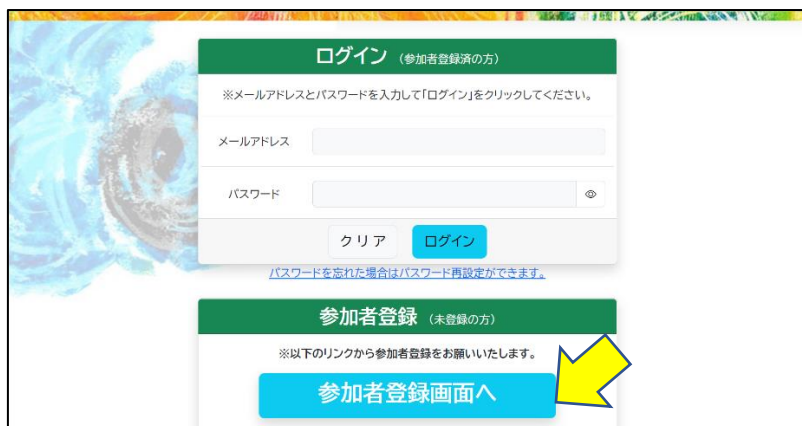 ログイン （参加者登録済の方）
※メールアドレスとパスワードを入力して「ログイン」をクリックしてください。
メールアドレス
パスワード
クリア ログイン
パスワードを忘れた場合はパスワード再設定ができます。
参加者登録 （未登録の方）
※以下のリンクから参加者登録をお願いいたします。
参加者登録画面へ